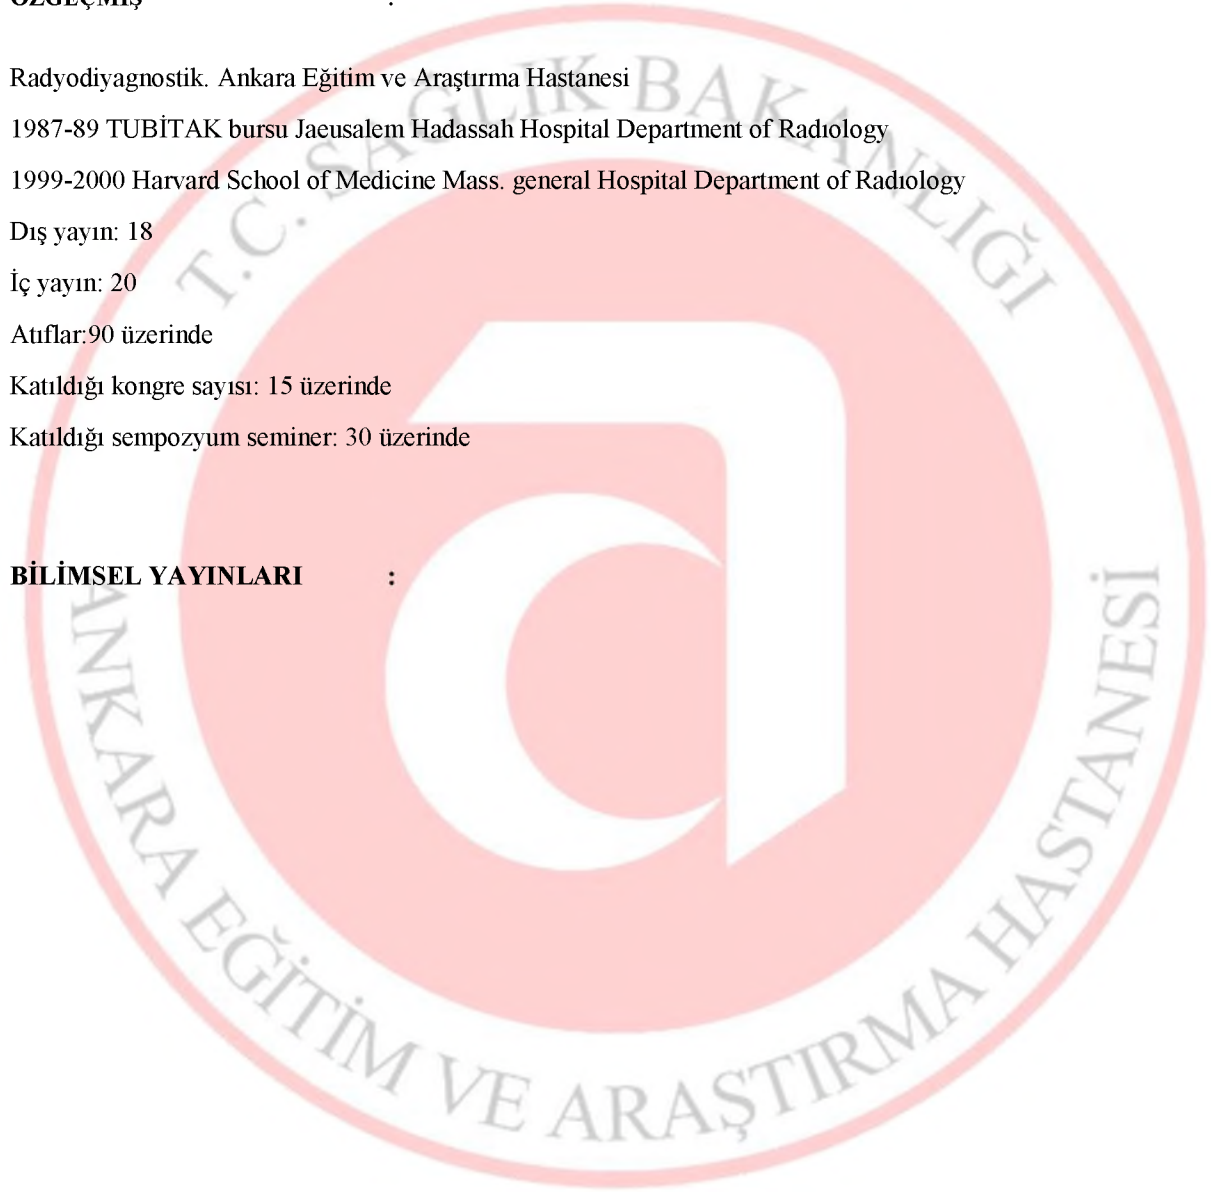 ÖZGEÇMİŞ :
Radyodiyagnostik. Ankara Eğitim ve Araştırma Hastanesi
1987-89 TUBİTAK bursu Jaeusalem Hadassah Hospital Department of Radıology
1999-2000 Harvard School of Medicine Mass. general Hospital Department of Radıology
Dış yayın: 18
İç yayın: 20
Atıflar:90 üzerinde
Katıldığı kongre sayısı: 15 üzerinde
Katıldığı sempozyum seminer: 30 üzerinde
BİLİMSEL YAYINLARI :
T.C. SAĞLIK BAKANLIĞI
ANKARA EĞİTİM VE ARAŞTIRMA HASTANESİ